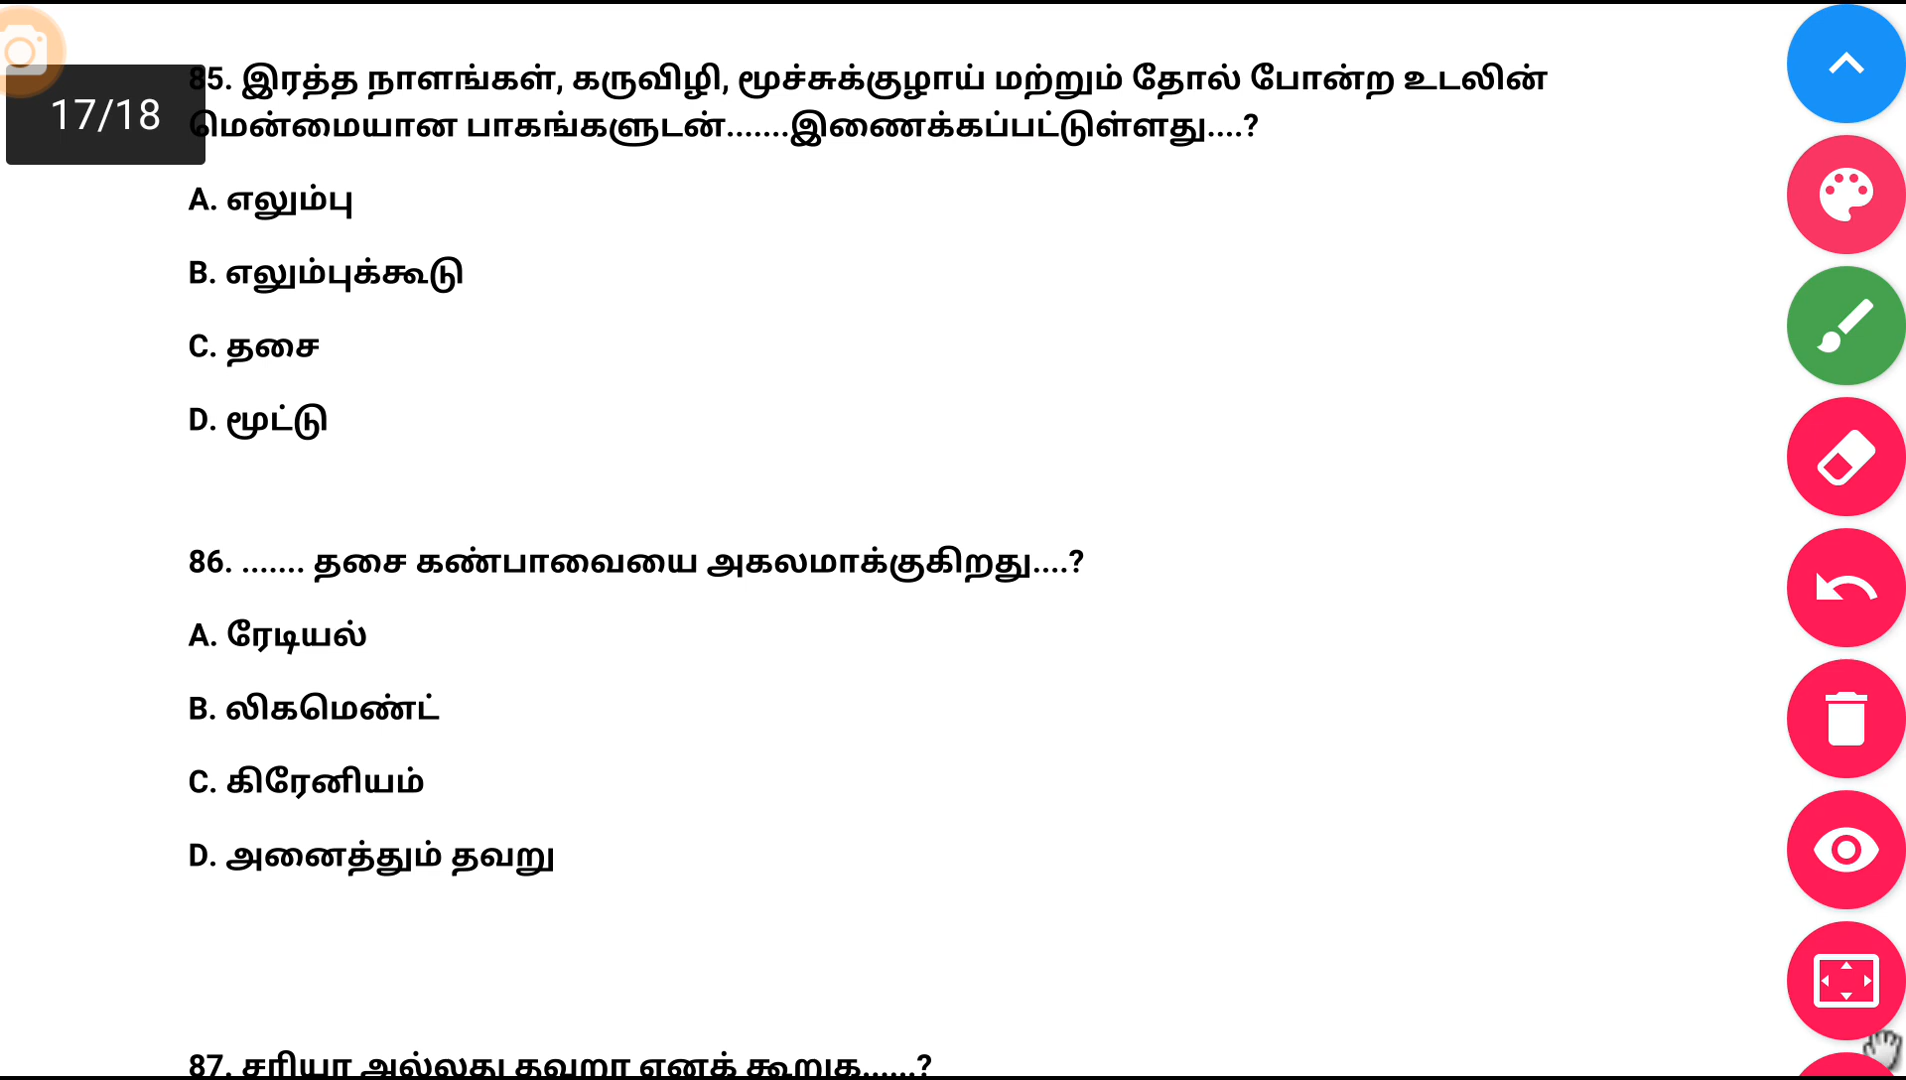 17/18
85. இரத்த நாளங்கள், கருவிழி, மூச்சுக்குழாய் மற்றும் தோல் போன்ற உடலின்
மென்மையான பாகங்களுடன்.......இணைக்கப்பட்டுள்ளது....?
A. எலும்பு
B. எலும்புக்கூடு
C. தசை
D. மூட்டு
86. ....... தசை கண்பாவையை அகலமாக்குகிறது....?
A. ரேடியல்
B. லிகமெண்ட்
C. கிரேனியம்
D. அனைத்தும் தவறு
87. சரியா அல்லது தவறா எனக் கூறுக......?